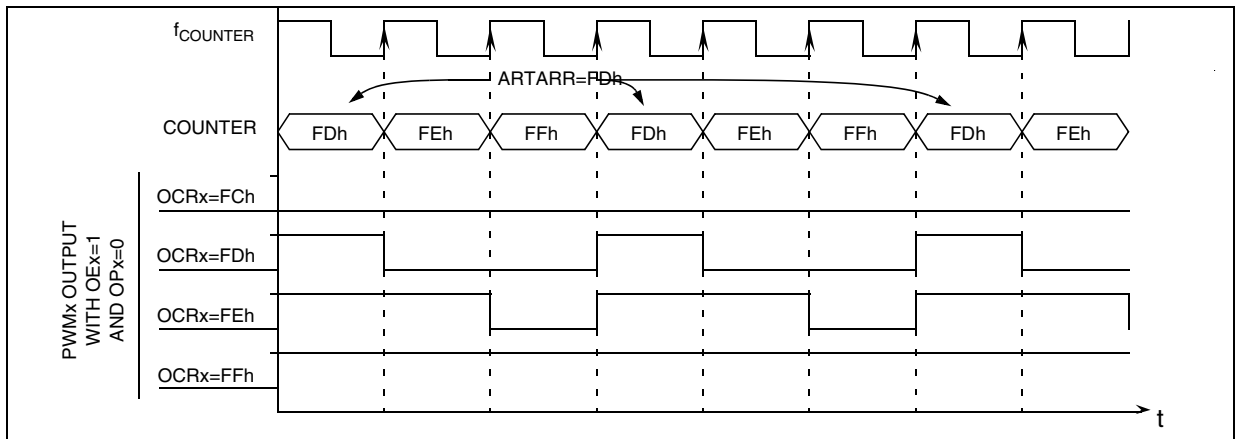 fCOUNTER
ARTARR=FDh
COUNTER
FDh FEh FFh FDh FEh FFh FDh FEh
PWMx OUTPUT
WITH OEx=1
AND OPx=0
OCRx=FCh
OCRx=FDh
OCRx=FEh
OCRx=FFh
t